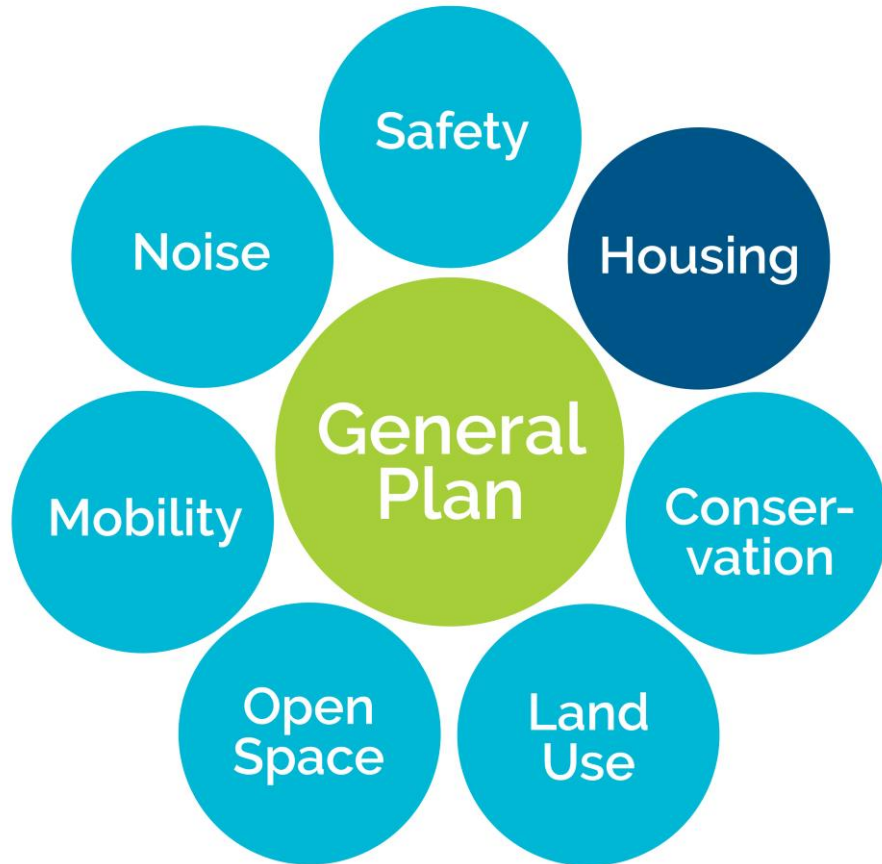 Safety
Noise
Housing
General
Plan
Mobility
Conser-
vation
Open
Space
Land
Use